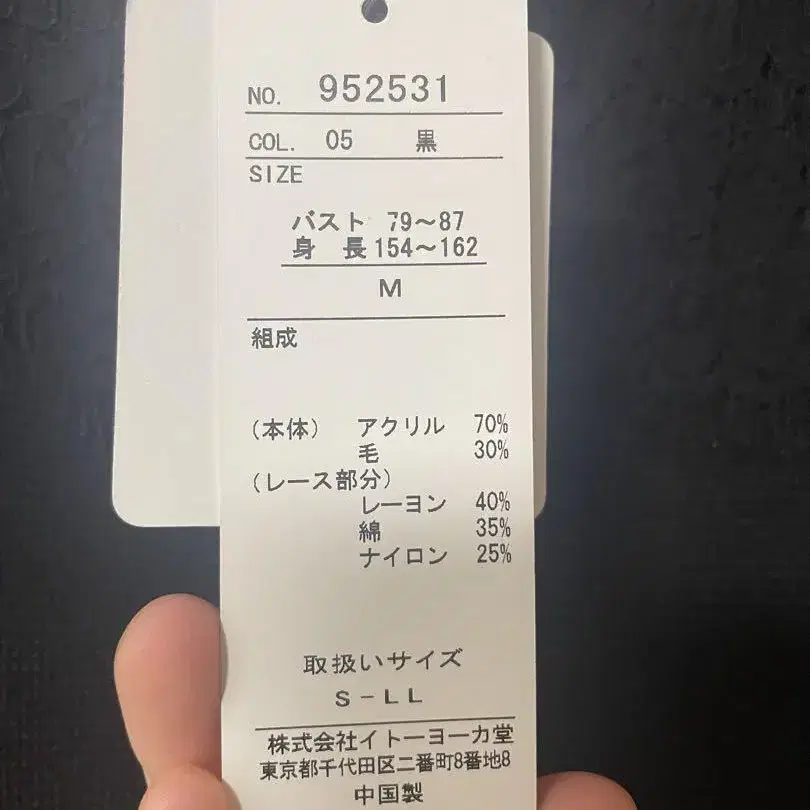 NO. 952531
COL. 05 黒
SIZE
バスト 79～87
身 長 154～162
M
組成
(本体) アクリル 70%
毛 30%
(レース部分)
レーヨン 40%
綿 35%
ナイロン 25%
取扱いサイズ
S－LL
株式会社イトーヨーカ堂
東京都千代田区二番町8番地8
中国製